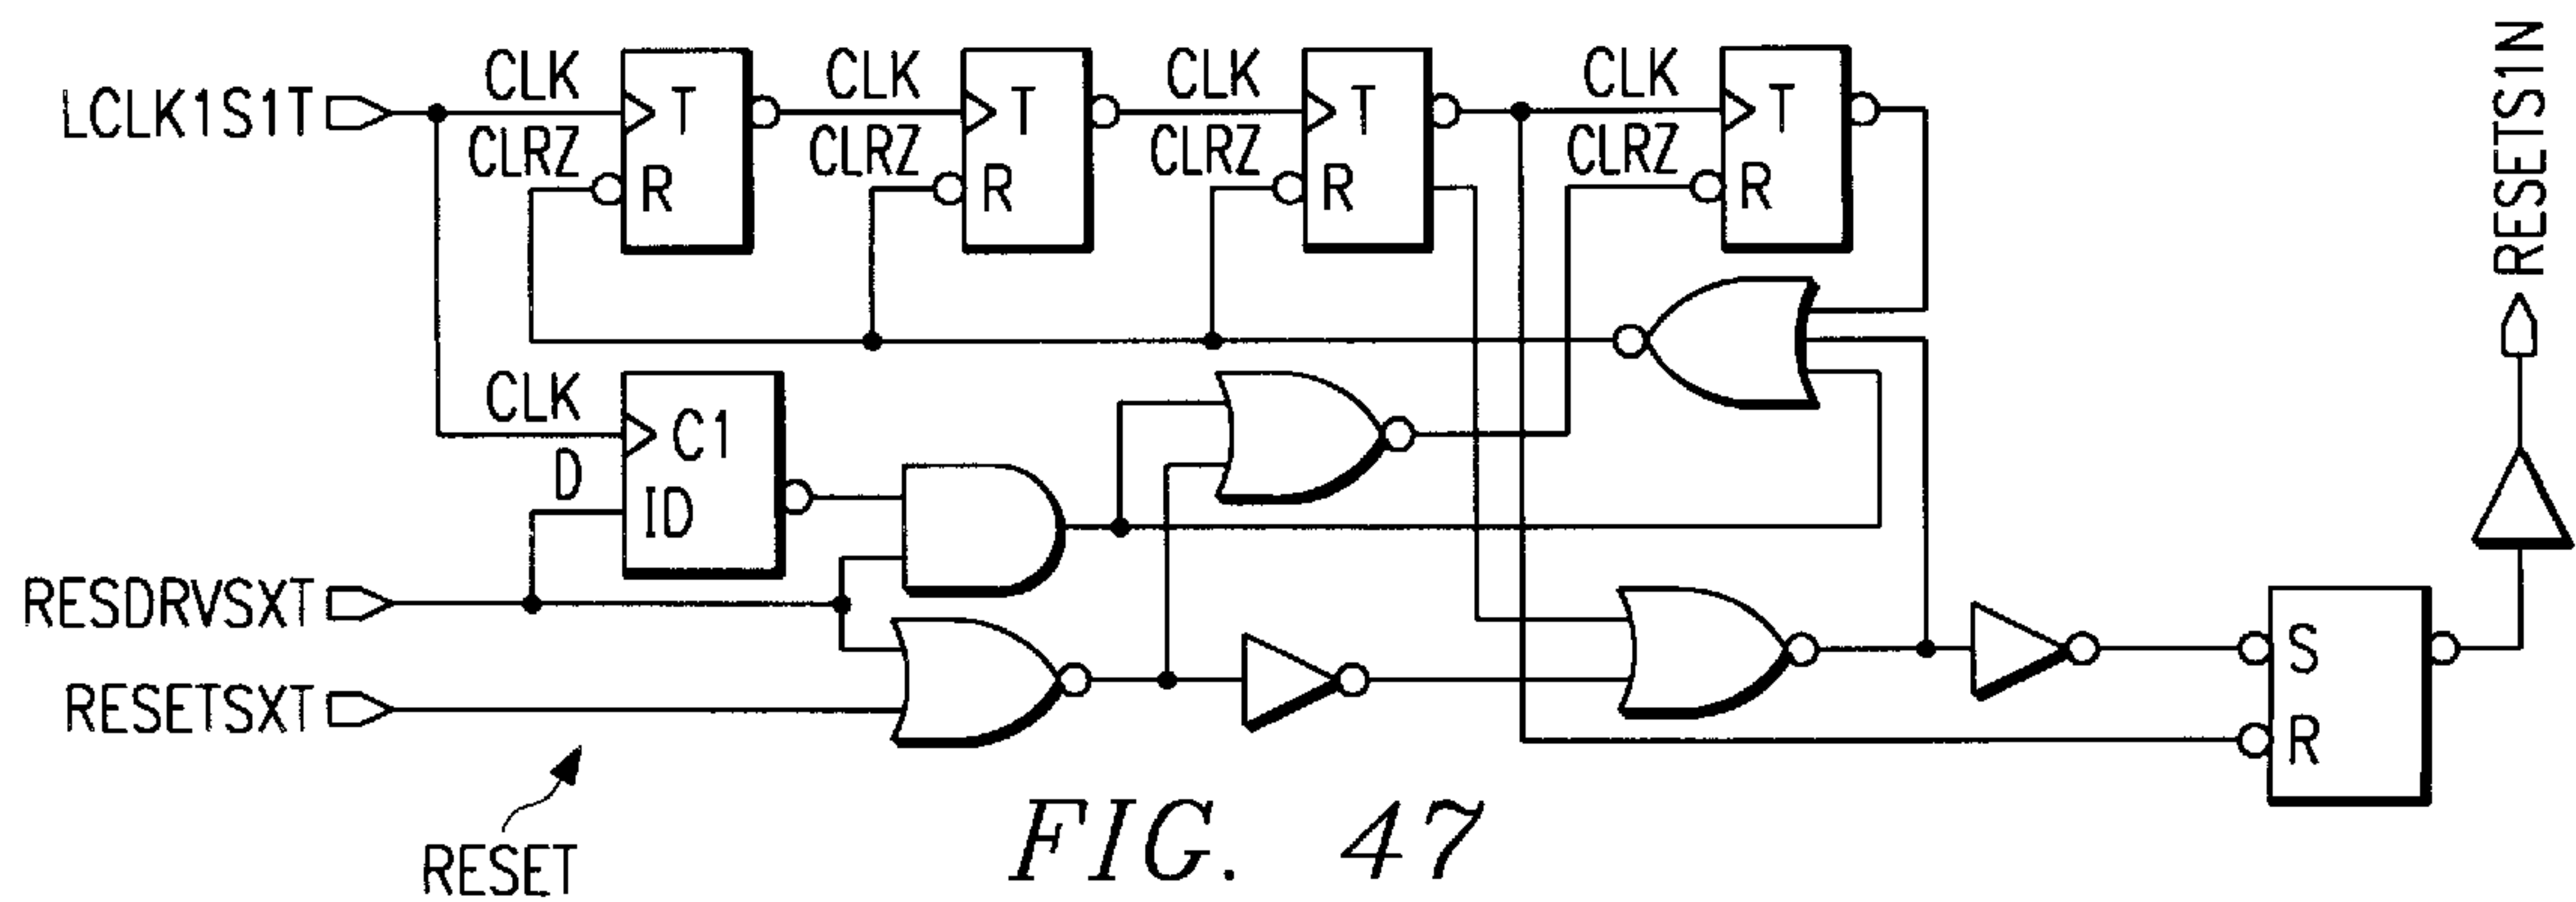 LCLK1S1T
CLK
CLRZ
T
R
CLK
CLRZ
T
R
CLK
CLRZ
T
R
CLK
CLRZ
T
R
RESETS1N
CLK
D
C1
ID
RESDRVSXT
RESETSXT
S
R
RESET
FIG. 47